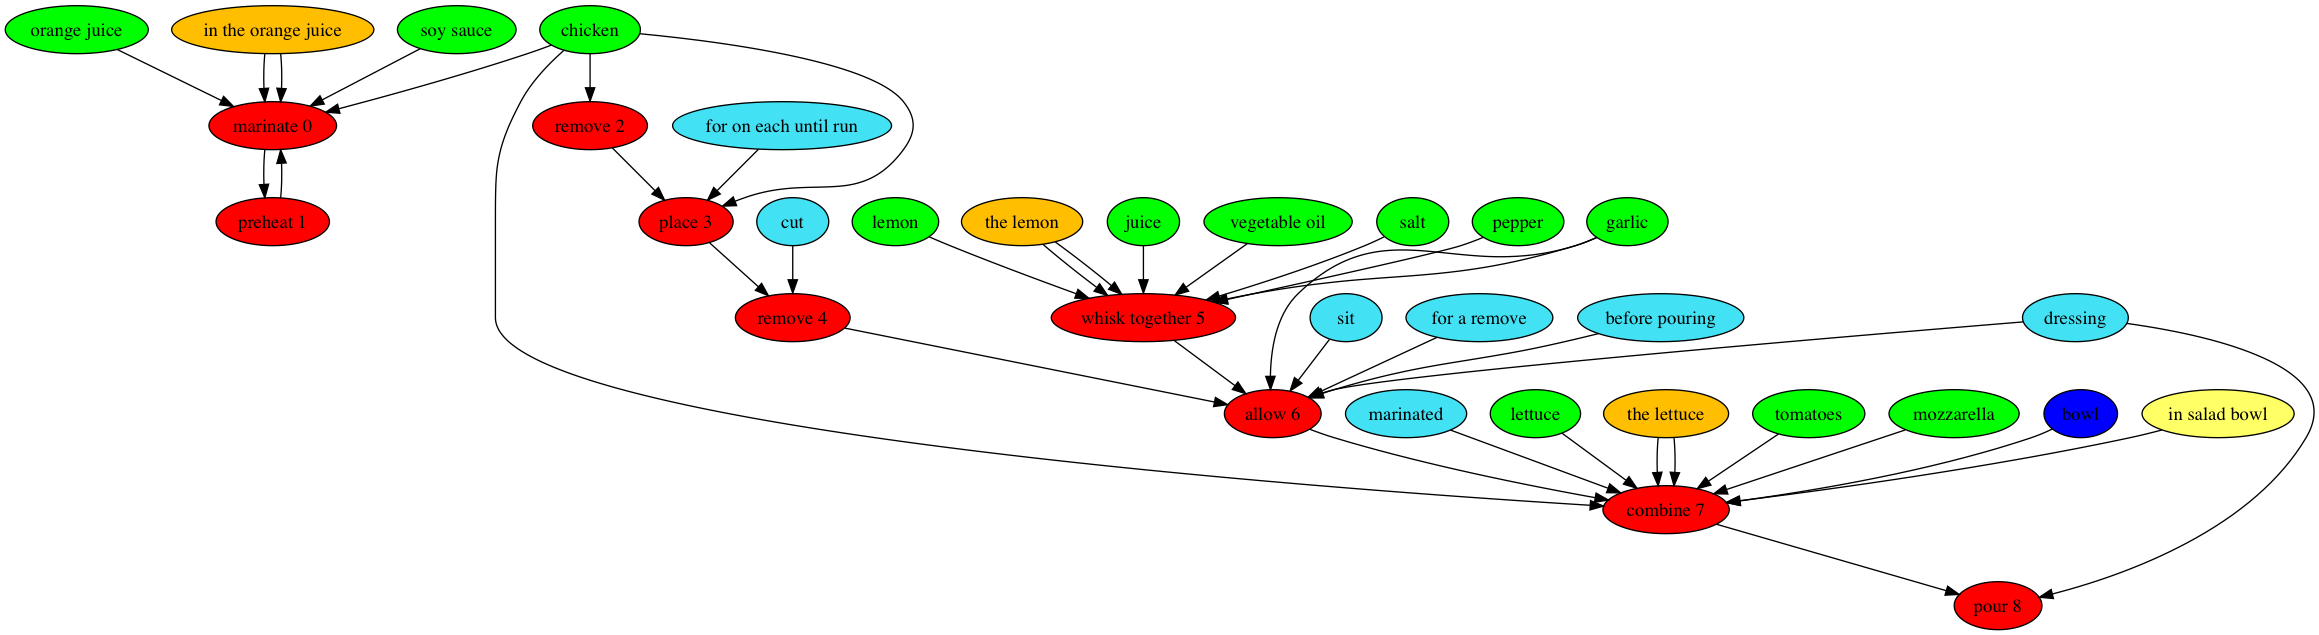 orange juice
in the orange juice
soy sauce
chicken
marinate 0
remove 2
for on each until run
preheat 1
place 3
cut
lemon
the lemon
juice
vegetable oil
salt
pepper
garlic
remove 4
whisk together 5
sit
for a remove
before pouring
dressing
allow 6
marinated
lettuce
the lettuce
tomatoes
mozzarella
bowl
in salad bowl
combine 7
pour 8